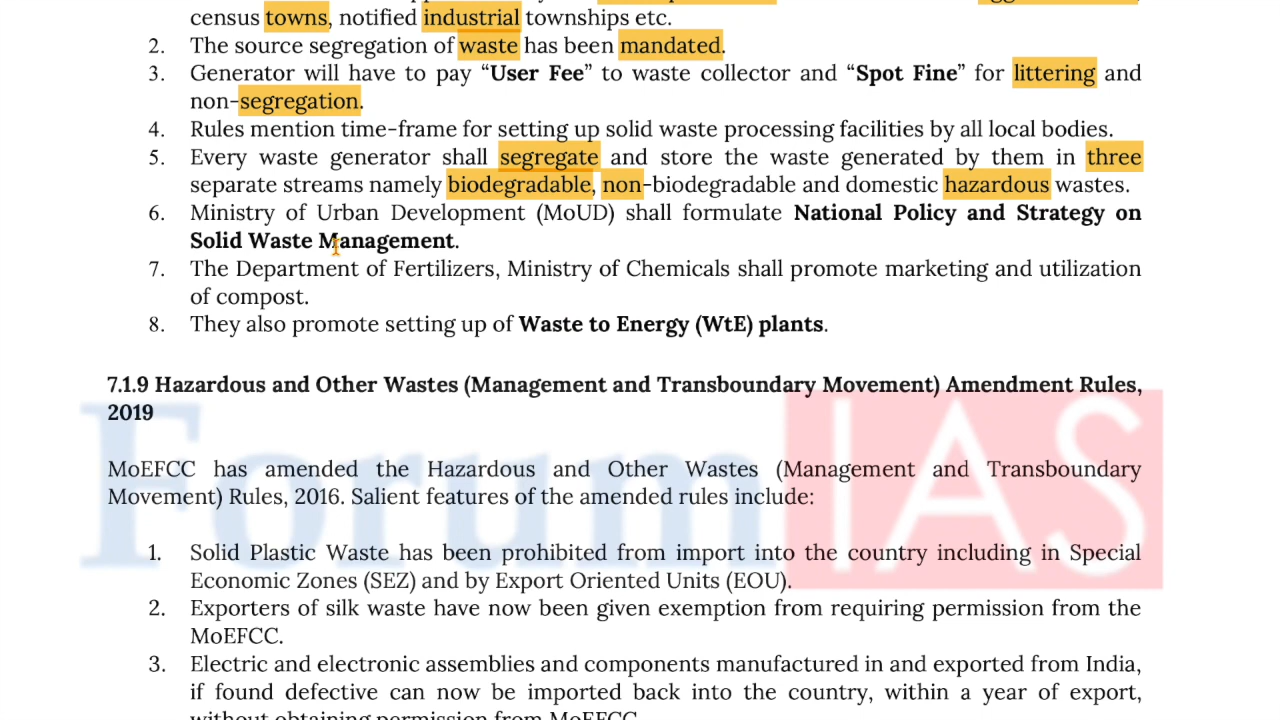 census towns, notified industrial townships etc.
2. The source segregation of waste has been mandated.
3. Generator will have to pay “User Fee” to waste collector and “Spot Fine” for littering and
non-segregation.
4. Rules mention time-frame for setting up solid waste processing facilities by all local bodies.
5. Every waste generator shall segregate and store the waste generated by them in three
separate streams namely biodegradable, non-biodegradable and domestic hazardous wastes.
6. Ministry of Urban Development (MoUD) shall formulate National Policy and Strategy on
Solid Waste Management.
7. The Department of Fertilizers, Ministry of Chemicals shall promote marketing and utilization
of compost.
8. They also promote setting up of Waste to Energy (WtE) plants.
7.1.9 Hazardous and Other Wastes (Management and Transboundary Movement) Amendment Rules,
2019
MoEFCC has amended the Hazardous and Other Wastes (Management and Transboundary
Movement) Rules, 2016. Salient features of the amended rules include:
Forum IAS
1. Solid Plastic Waste has been prohibited from import into the country including in Special
Economic Zones (SEZ) and by Export Oriented Units (EOU).
2. Exporters of silk waste have now been given exemption from requiring permission from the
MoEFCC.
3. Electric and electronic assemblies and components manufactured in and exported from India,
if found defective can now be imported back into the country, within a year of export,
without obtaining permission from MoEFCC.